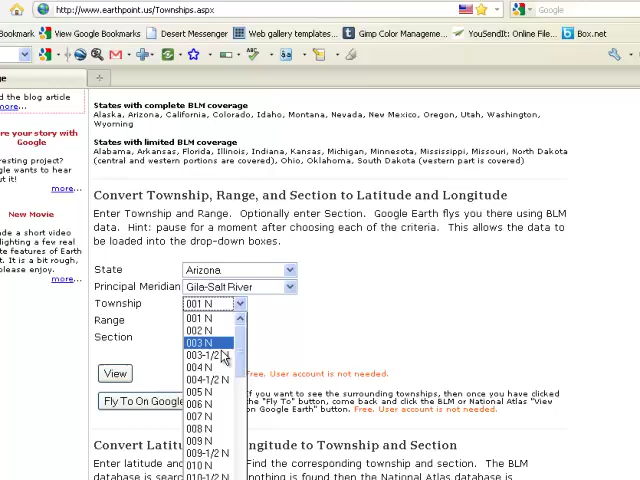 http://www.earthpoint.us/Townships.aspx
Google
Bookmark
View Google Bookmarks
Desert Messenger
Web gallery templates...
Gimp Color Manageme...
YouSendIt: Online File...
Box.net
ge
d the blog article
more...
re your story with
Google
resting project?
gle wants to hear
ut it!
more...
New Movie
de a short video
hlighting a few real
te features of Earth
. It is a bit rough,
please enjoy.
more...
States with complete BLM coverage
Alaska, Arizona, California, Colorado, Idaho, Montana, Nevada, New Mexico, Oregon, Utah, Washington,
Wyoming
States with limited BLM coverage
Alabama, Arkansas, Florida, Illinois, Indiana, Kansas, Michigan, Minnesota, Mississippi, Missouri, North Dakota
(central and western portions are covered), Ohio, Oklahoma, South Dakota (vestern part is covered)
Convert Township, Range, and Section to Latitude and Longitude
Enter Township and Range. Optionally enter Section. Google Earth flys you there using BLM
data. Hint: pause for a moment after choosing each of the criteria. This allows the data to
be loaded into the drop-down boxes.
State Arizona
Principal Meridian Gila-Salt River
Township 001 N
Range
Section
001 N
002 N
003 N
003-1/2 N
004 N
004-1/2 N
005 N
006 N
007 N
008 N
009 N
009-1/2 N
010 N
010-1/2 N
View
Free. User account is not needed.
Fly To On Google
If you want to see the surrounding townships, then once you have clicked
the "Fly To" button, come back and click the BLM or National Atlas "View
on Google Earth" button. Free. User account is not needed.
Convert Latit ongitude to Township and Section
Enter latitude and Find the corresponding township and section. The BLM
database is searc nothing is found then the National Atlas database is